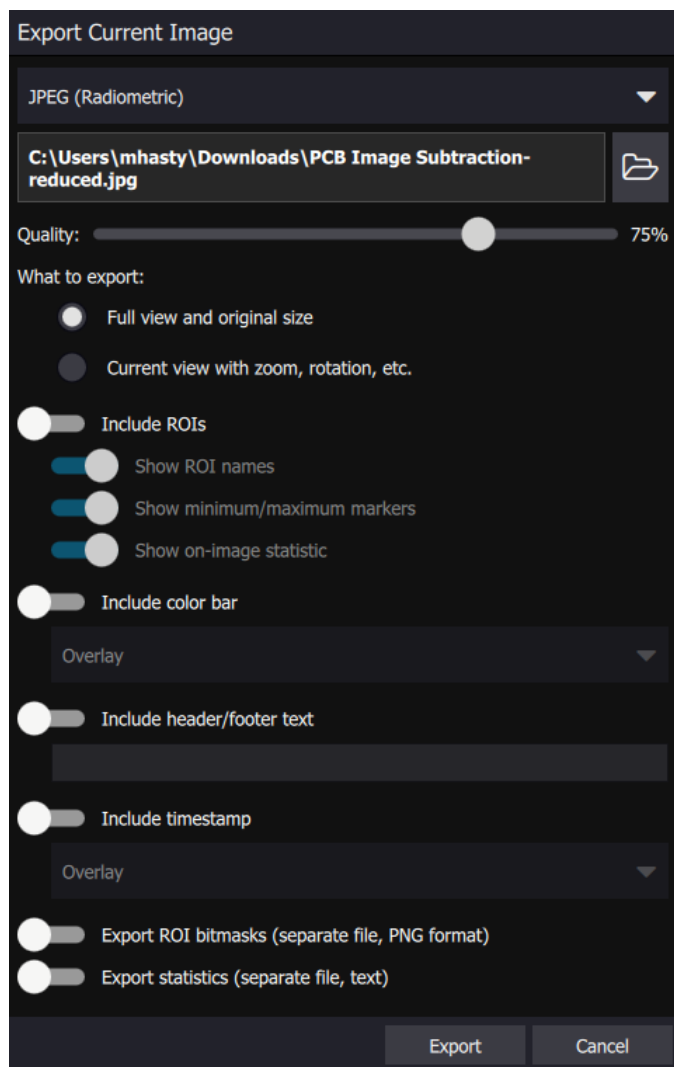 Export Current Image
JPEG (Radiometric)
C:\Users\mhasty\Downloads\PCB Image Subtraction-
reduced.jpg
Quality: 75%
What to export:
Full view and original size
Current view with zoom, rotation, etc.
Include ROIs
Show ROI names
Show minimum/maximum markers
Show on-image statistic
Include color bar
Overlay
Include header/footer text
Include timestamp
Overlay
Export ROI bitmasks (separate file, PNG format)
Export statistics (separate file, text)
Export Cancel